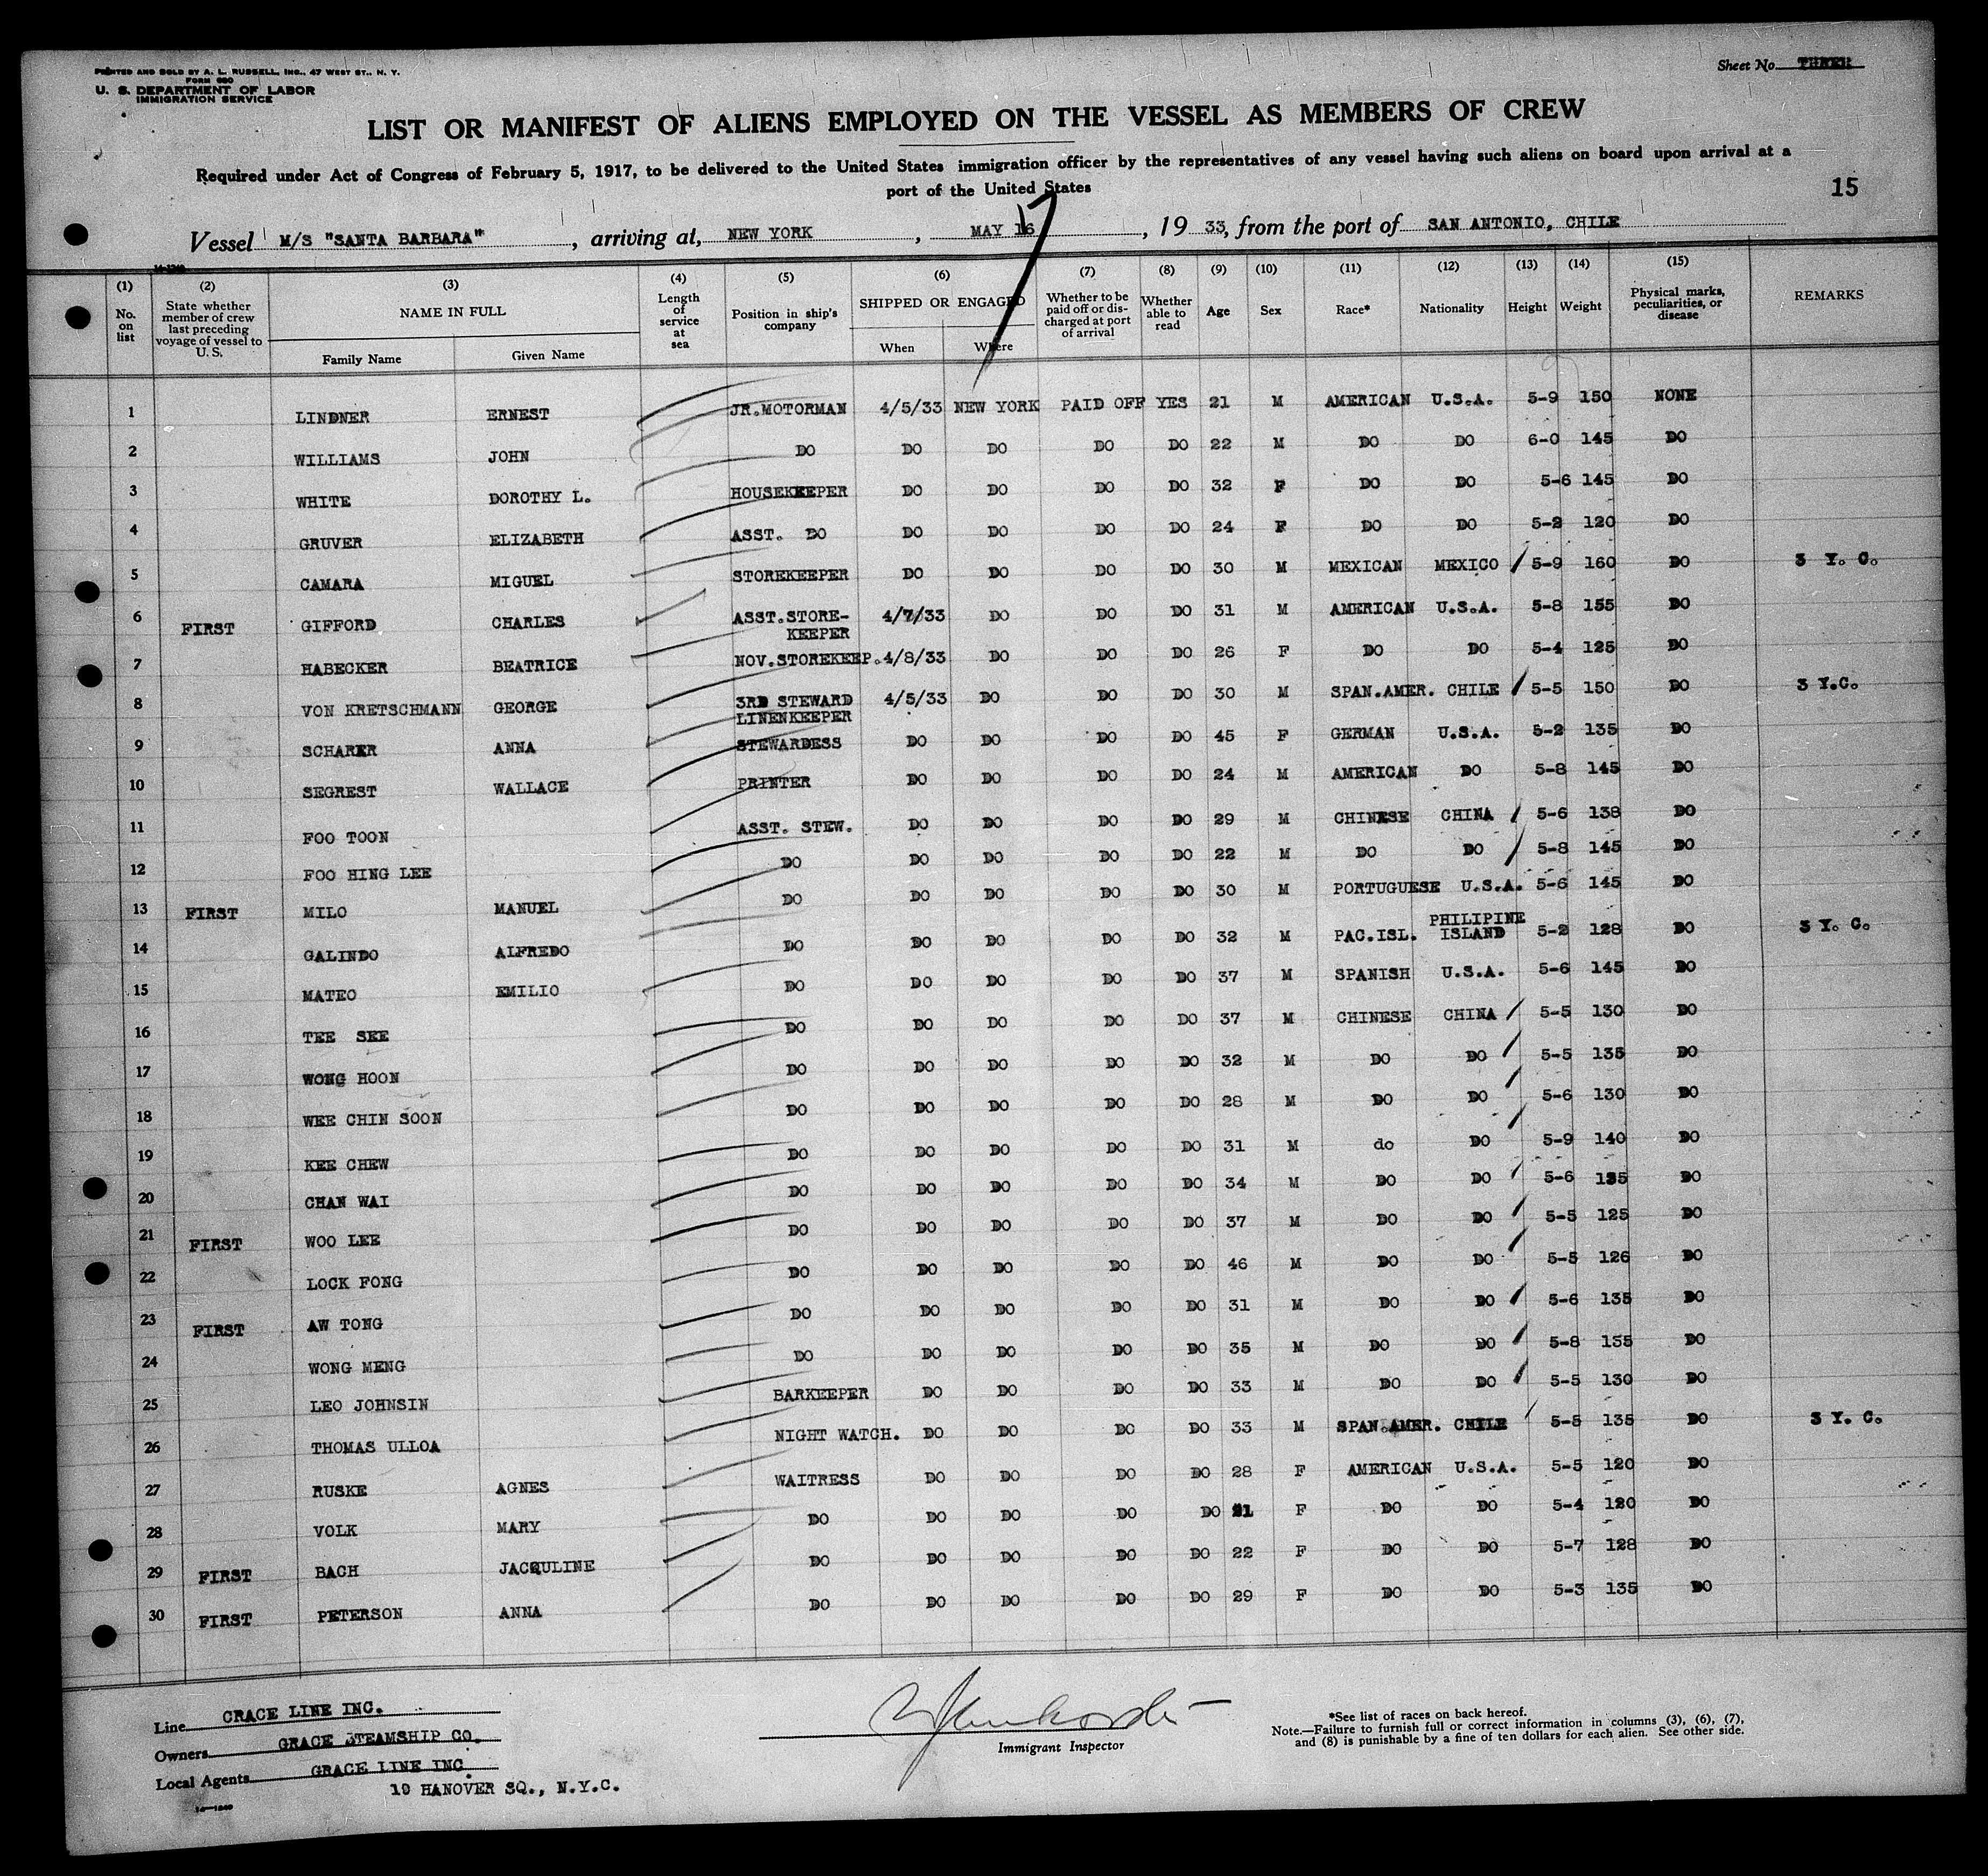 PRINTED AND SOLD BY A. L. RUSSELL, INC., 47 WEST ST., N. Y.
FORM 680
U. S. DEPARTMENT OF LABOR
IMMIGRATION SERVICE
Sheet No. THREE
LIST OR MANIFEST OF ALIENS EMPLOYED ON THE VESSEL AS MEMBERS OF CREW
Required under Act of Congress of February 5, 1917, to be delivered to the United States immigration officer by the representatives of any vessel having such aliens on board upon arrival at a
port of the United States
15
Vessel M/S "SANTA BARBARA", arriving at, NEW YORK, MAY 16, 1933, from the port of SAN ANTONIO, CHILE
(1) No. on list (2) State whether member of crew last preceding voyage of vessel to U. S. (3) NAME IN FULL Family Name Given Name (4) Length of service at sea (5) Position in ship's company (6) SHIPPED OR ENGAGED When Where (7) Whether to be paid off or discharged at port of arrival (8) Whether able to read (9) Age (10) Sex (11) Race* (12) Nationality (13) Height (14) Weight (15) Physical marks, peculiarities, or disease REMARKS
1 LINDNER ERNEST JR.MOTORMAN 4/5/33 NEW YORK PAID OFF YES 21 M AMERICAN U.S.A. 5-9 150 NONE
2 WILLIAMS JOHN DO DO DO DO DO 22 M DO DO 6-0 145 DO
3 WHITE DOROTHY L. HOUSEKEEPER DO DO DO DO 32 F DO DO 5-6 145 DO
4 GRUVER ELIZABETH ASST. DO DO DO DO DO 24 F DO DO 5-2 120 DO
5 CAMARA MIGUEL STOREKEEPER DO DO DO DO 30 M MEXICAN MEXICO 5-9 160 DO 3 Y. C.
6 FIRST GIFFORD CHARLES ASST.STORE-KEEPER 4/7/33 DO DO DO 31 M AMERICAN U.S.A. 5-8 155 DO
7 HABECKER BEATRICE NOV.STOREKEEP. 4/8/33 DO DO DO 26 F DO DO 5-4 125 DO
8 VON KRETSCHMANN GEORGE 3RD STEWARD LINENKEEPER 4/5/33 DO DO DO 30 M SPAN.AMER. CHILE 5-5 150 DO 3 Y.C.
9 SCHARER ANNA STEWARDESS DO DO DO DO 45 F GERMAN U.S.A. 5-2 135 DO
10 SEGREST WALLACE PRINTER DO DO DO DO 24 M AMERICAN DO 5-8 145 DO
11 FOO TOON ASST. STEW. DO DO DO DO 29 M CHINESE CHINA 5-6 138 DO
12 FOO HING LEE DO DO DO DO DO 22 M DO DO 5-8 145 DO
13 FIRST MILO MANUEL DO DO DO DO DO 30 M PORTUGUESE U.S.A. 5-6 145 DO
14 GALINDO ALFREDO DO DO DO DO DO 32 M PAC.ISL. PHILIPINE ISLAND 5-2 128 DO 3 Y. C.
15 MATEO EMILIO DO DO DO DO DO 37 M SPANISH U.S.A. 5-6 145 DO
16 TEE SEE DO DO DO DO DO 37 M CHINESE CHINA 5-5 130 DO
17 WONG HOON DO DO DO DO DO 32 M DO DO 5-5 135 DO
18 WEE CHIN SOON DO DO DO DO DO 28 M DO DO 5-6 130 DO
19 KEE CHEW DO DO DO DO DO 31 M do DO 5-9 140 DO
20 CHAN WAI DO DO DO DO DO 34 M DO DO 5-6 DO
21 FIRST WOO LEE DO DO DO DO DO 37 M DO DO 5-5 125 DO
22 LOCK FONG DO DO DO DO DO 46 M DO DO 5-5 126 DO
23 FIRST AW TONG DO DO DO DO DO 31 M DO DO 5-6 135 DO
24 WONG MENG DO DO DO DO DO 35 M DO DO 5-8 155 DO
25 LEO JOHNSIN BARKEEPER DO DO DO DO 33 M DO DO 5-5 130 DO
26 THOMAS ULLOA NIGHT WATCH. DO DO DO DO 33 M SPAN.AMER. CHILE 5-5 135 DO 3 Y. C.
27 RUSKE AGNES WAITRESS DO DO DO DO 28 F AMERICAN U.S.A. 5-5 120 DO
28 VOLK MARY DO DO DO DO DO 21 F DO DO 5-4 120 DO
29 FIRST BACH JACQULINE DO DO DO DO DO 22 F DO DO 5-7 128 DO
30 FIRST PETERSON ANNA DO DO DO DO DO 29 F DO DO 5-3 135 DO
Line GRACE LINE INC.
Owners GRACE STEAMSHIP CO.
Local Agents GRACE LINE INC.
19 HANOVER SQ., N.Y.C.
14—1240
Immigrant Inspector
*See list of races on back hereof.
Note.—Failure to furnish full or correct information in columns (3), (6), (7),
and (8) is punishable by a fine of ten dollars for each alien. See other side.